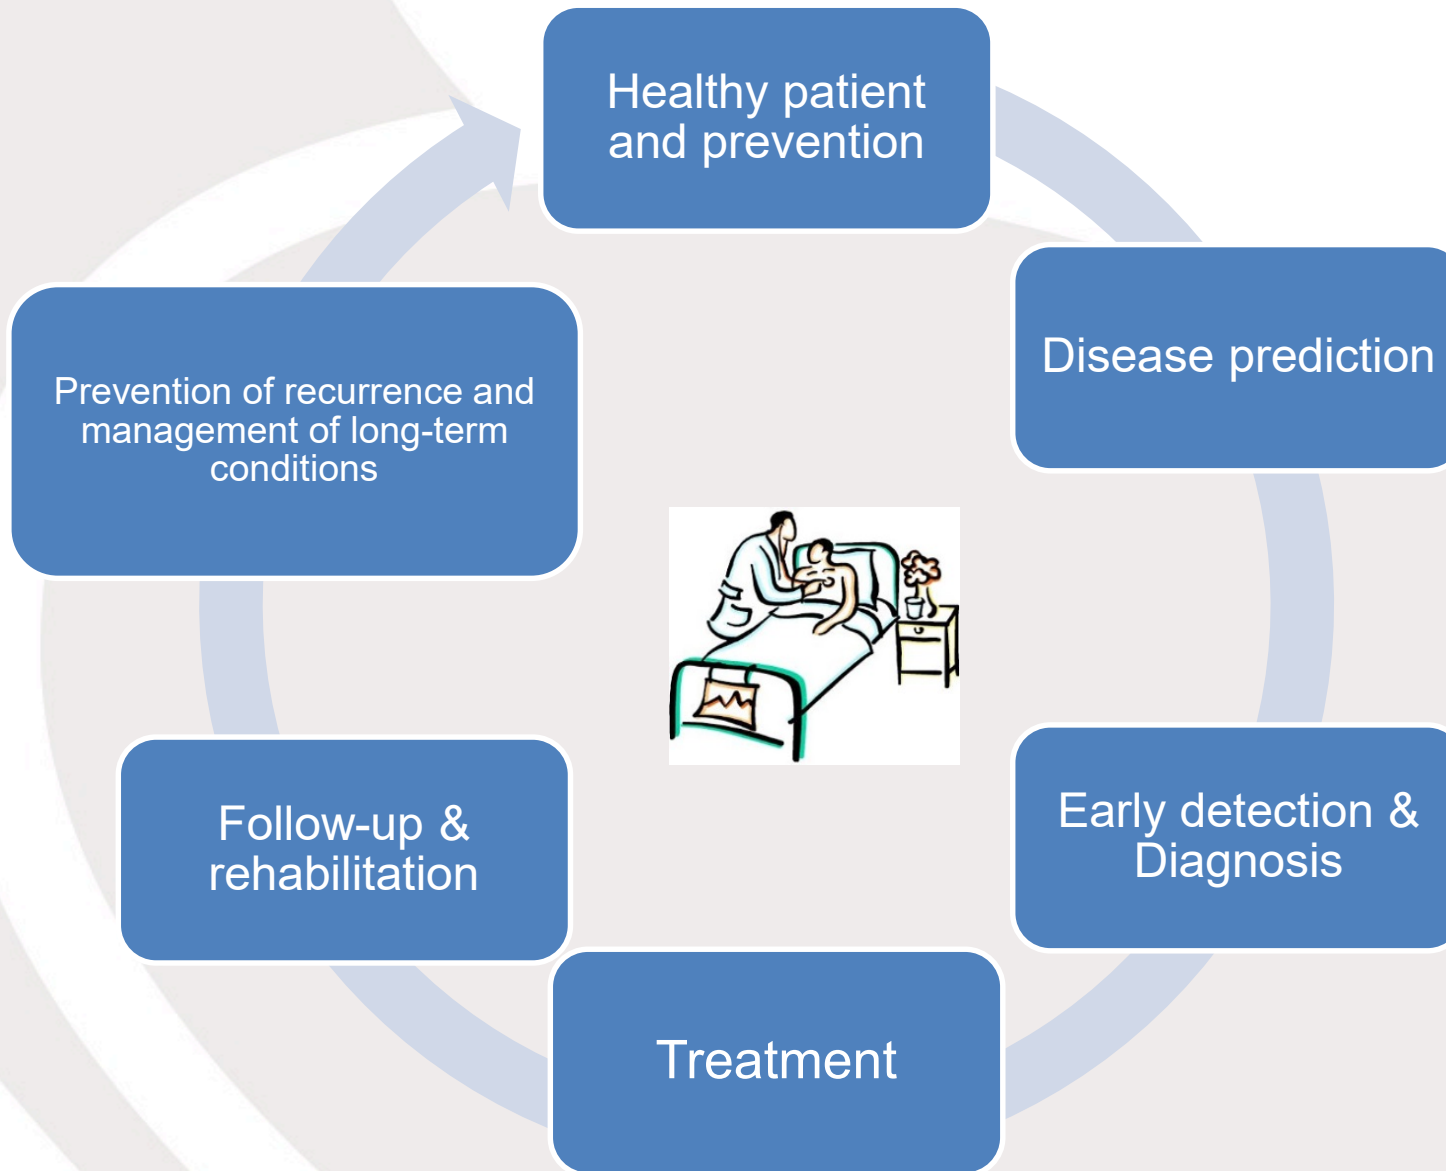 Healthy patient
and prevention
Disease prediction
Early detection &
Diagnosis
Treatment
Follow-up &
rehabilitation
Prevention of recurrence and
management of long-term
conditions